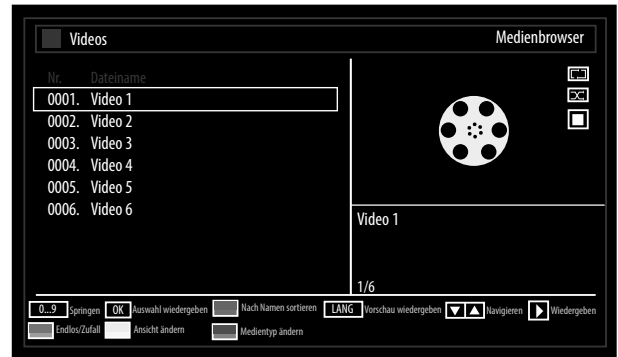 Videos Medienbrowser
Nr. Dateiname
0001. Video 1
0002. Video 2
0003. Video 3
0004. Video 4
0005. Video 5
0006. Video 6
Video 1
1/6
0...9 Springen OK Auswahl wiedergeben Nach Namen sortieren LANG Vorschau wiedergeben Navigieren Wiedergeben
Endlos/Zufall Ansicht ändern Medientyp ändern